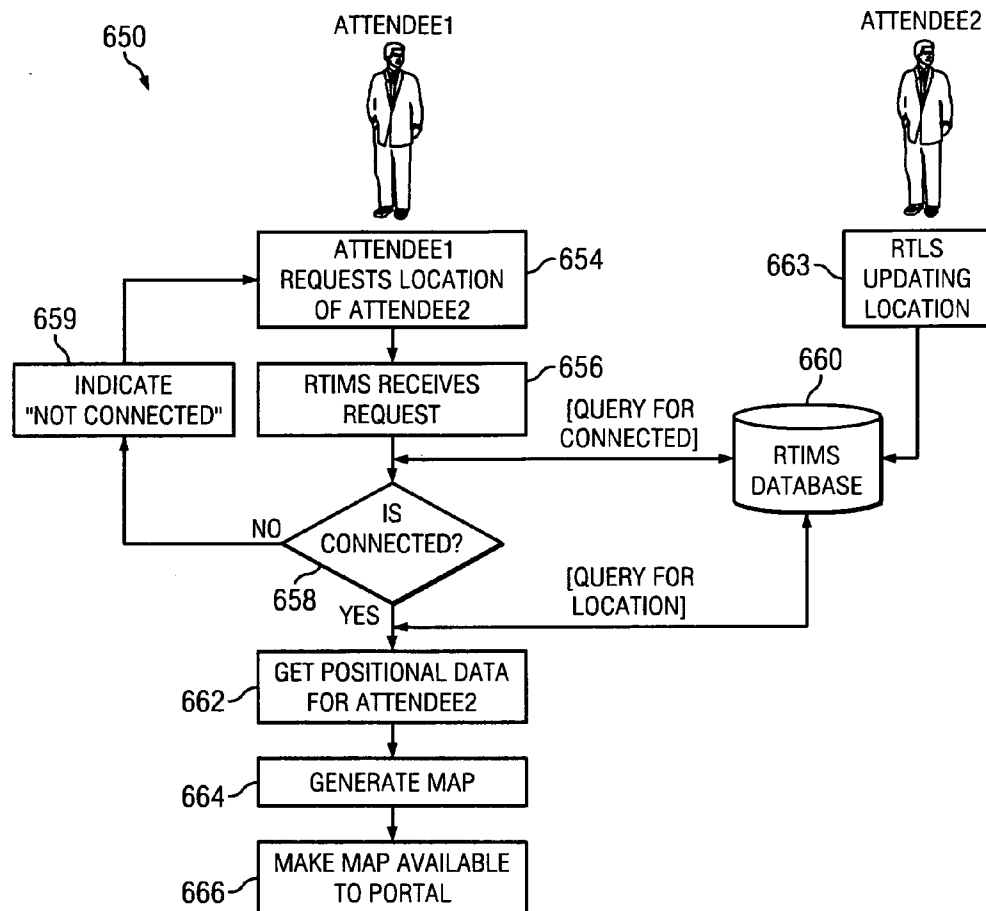 650
ATTENDEE1
ATTENDEE2
ATTENDEE1
REQUESTS LOCATION
OF ATTENDEE2
654
RTLS
UPDATING
LOCATION
663
659
INDICATE
"NOT CONNECTED"
RTIMS RECEIVES
REQUEST
656
[QUERY FOR
CONNECTED]
660
RTIMS
DATABASE
IS
CONNECTED?
NO
658
YES
[QUERY FOR
LOCATION]
GET POSITIONAL DATA
FOR ATTENDEE2
662
GENERATE MAP
664
MAKE MAP AVAILABLE
TO PORTAL
666